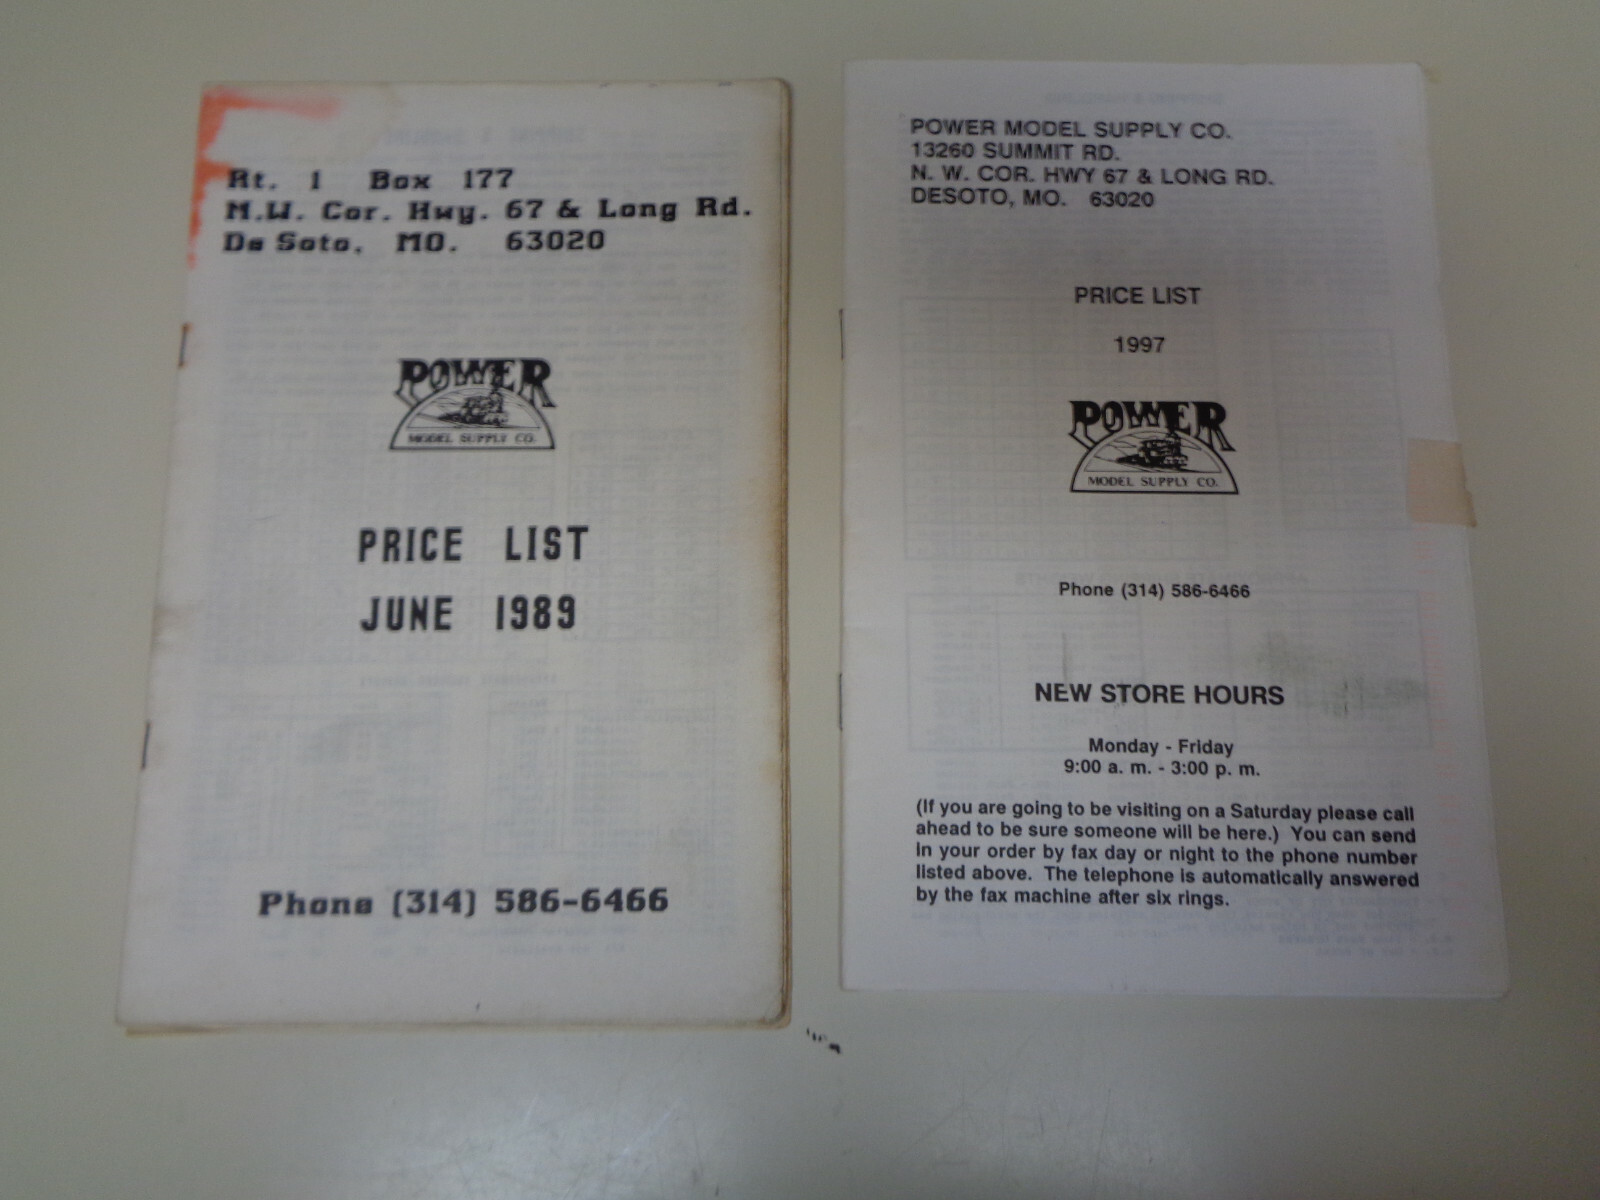 Rt. 1 Box 177
N.W. Cor. Hwy. 67 & Long Rd.
De Soto, MO. 63020
POWER
MODEL SUPPLY CO.
PRICE LIST
JUNE 1989
Phone (314) 586-6466
POWER MODEL SUPPLY CO.
13260 SUMMIT RD.
N. W. COR. HWY 67 & LONG RD.
DESOTO, MO. 63020
PRICE LIST
1997
POWER
MODEL SUPPLY CO.
Phone (314) 586-6466
NEW STORE HOURS
Monday - Friday
9:00 a. m. - 3:00 p. m.
(If you are going to be visiting on a Saturday please call
ahead to be sure someone will be here.) You can send
in your order by fax day or night to the phone number
listed above. The telephone is automatically answered
by the fax machine after six rings.